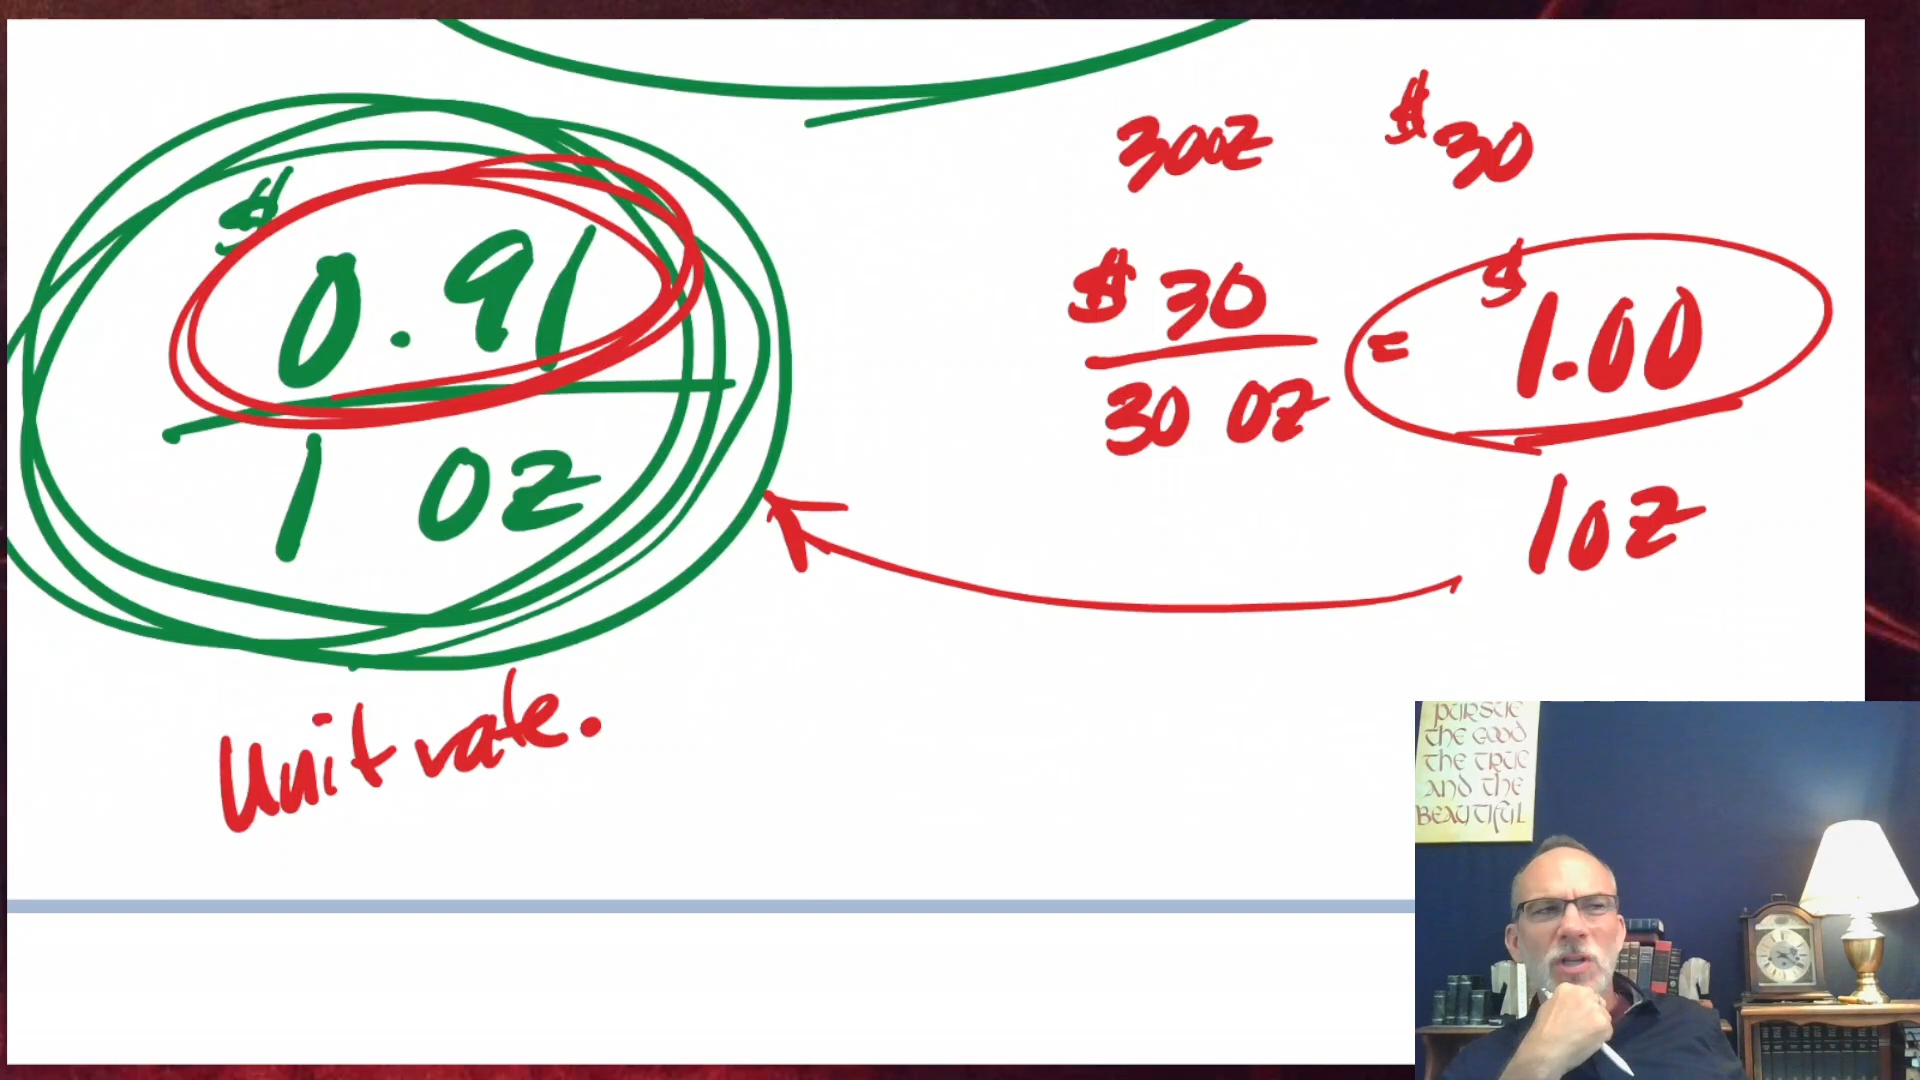 $0.91
1 oz
Unit rate.
30oz $30
$30
30 oz
= $1.00
1oz
PURSUE
THE GOOD
THE TRUE
AND THE
BEAUTIFUL